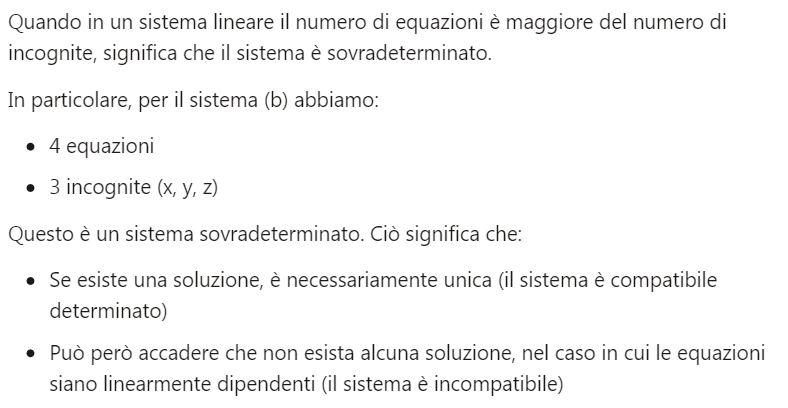 Quando in un sistema lineare il numero di equazioni è maggiore del numero di
incognite, significa che il sistema è sovradeterminato.
In particolare, per il sistema (b) abbiamo:
• 4 equazioni
• 3 incognite (x, y, z)
Questo è un sistema sovradeterminato. Ciò significa che:
• Se esiste una soluzione, è necessariamente unica (il sistema è compatibile
determinato)
• Può però accadere che non esista alcuna soluzione, nel caso in cui le equazioni
siano linearmente dipendenti (il sistema è incompatibile)